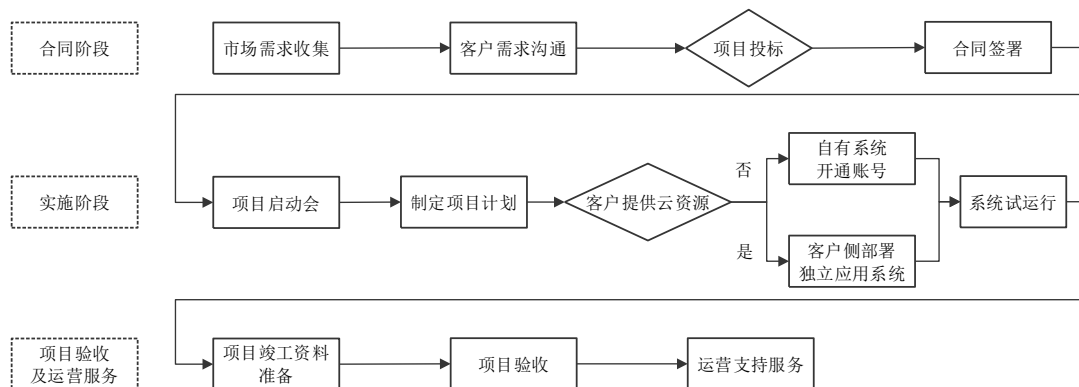 合同阶段
市场需求收集
客户需求沟通
项目投标
合同签署
实施阶段
项目启动会
制定项目计划
客户提供云资源
否
是
自有系统
开通账号
客户侧部署
独立应用系统
系统试运行
项目验收
及运营服务
项目竣工资料
准备
项目验收
运营支持服务